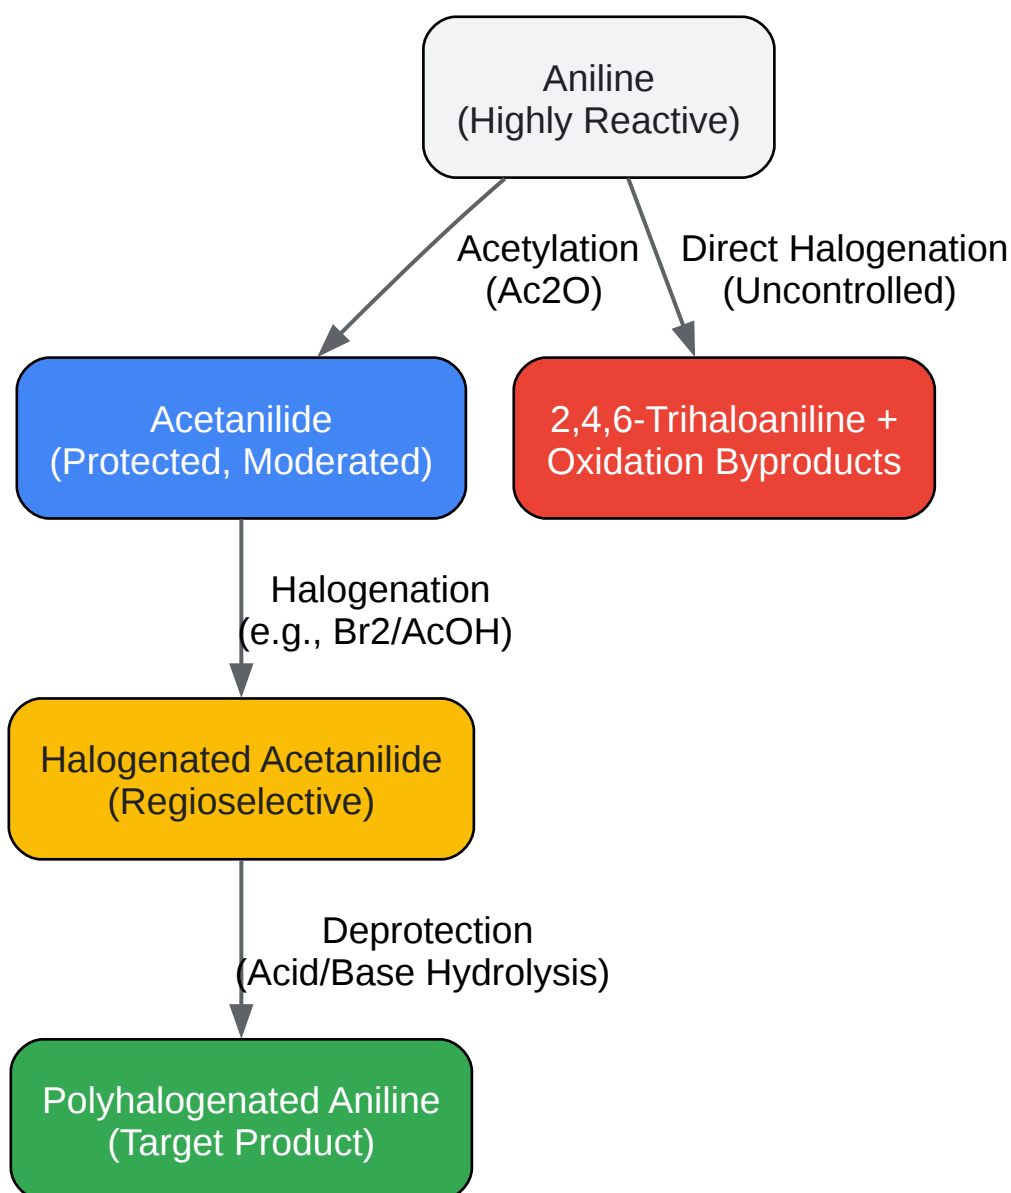 Aniline
(Highly Reactive)
Acetylation
(Ac2O)
Direct Halogenation
(Uncontrolled)
Acetanilide
(Protected, Moderated)
2,4,6-Trihaloaniline +
Oxidation Byproducts
Halogenation
(e.g., Br2/AcOH)
Halogenated Acetanilide
(Regioselective)
Deprotection
(Acid/Base Hydrolysis)
Polyhalogenated Aniline
(Target Product)